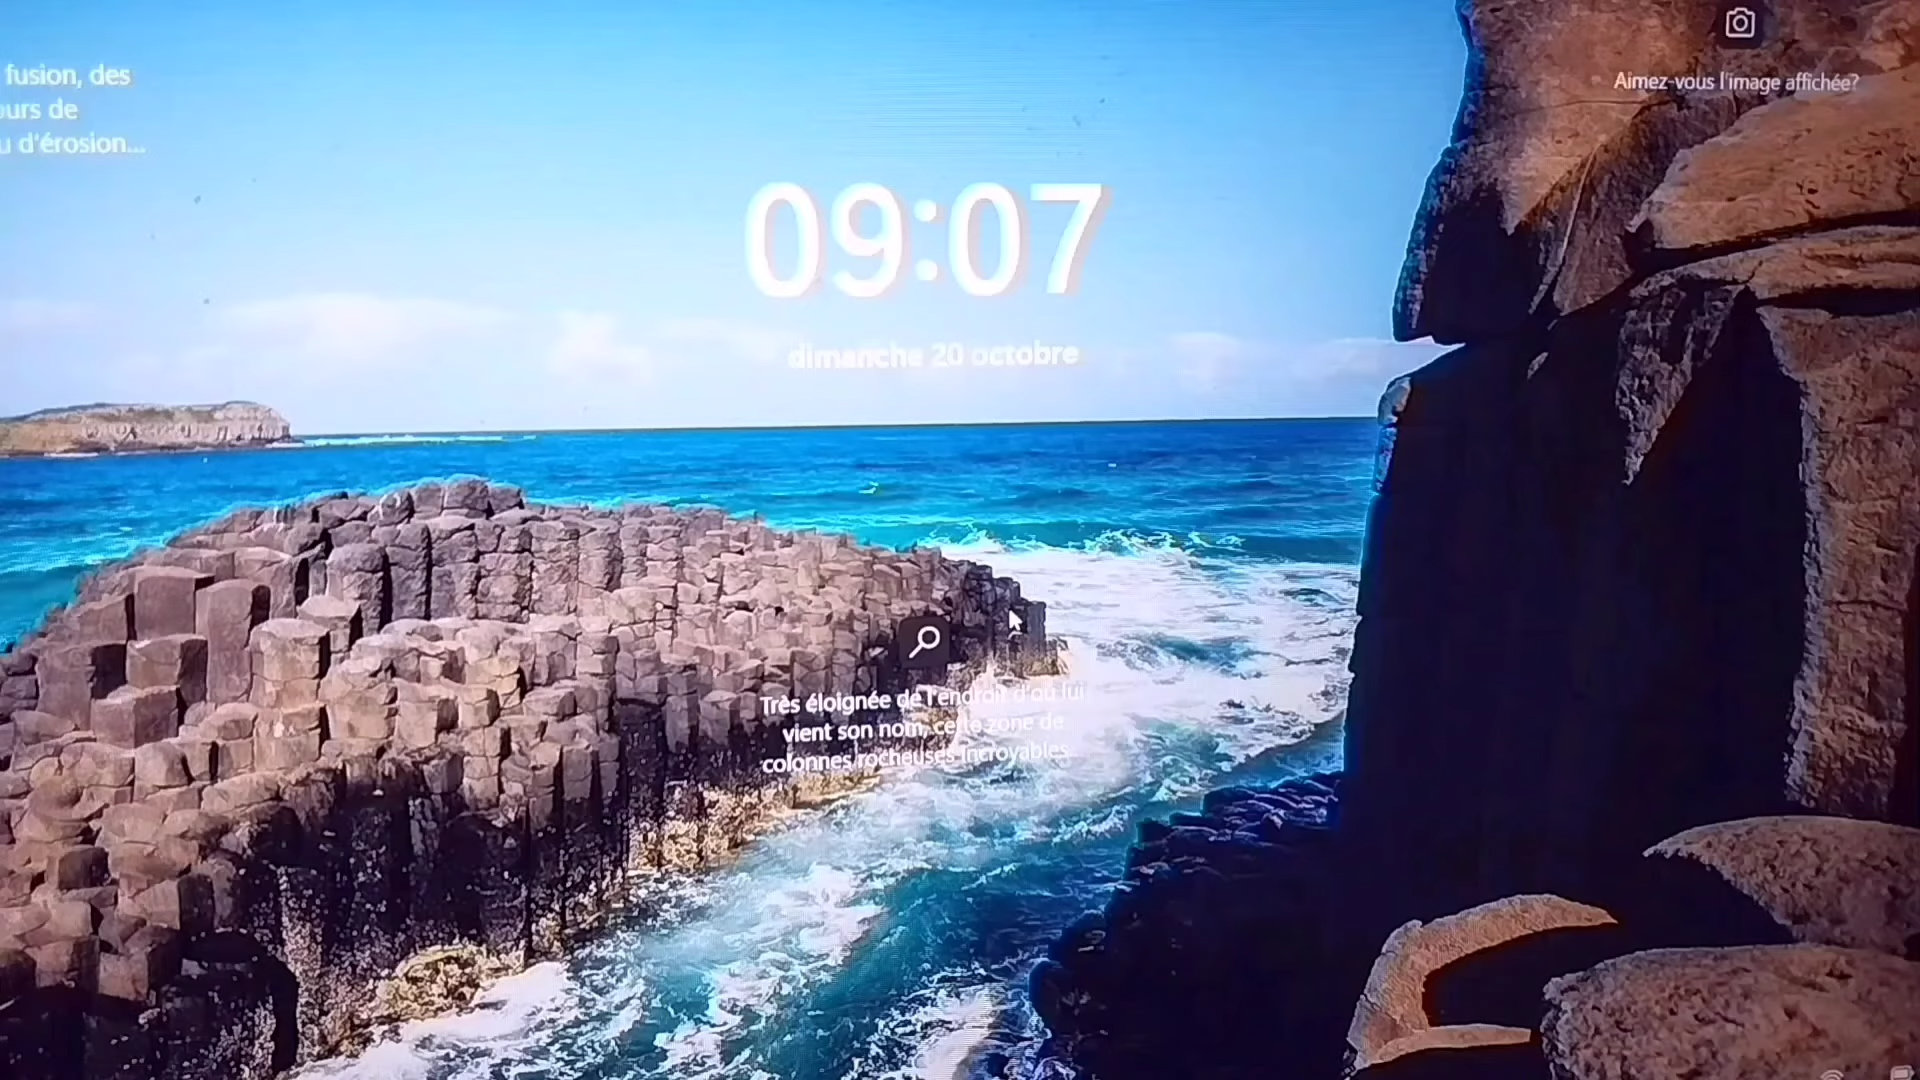 fusion, des
ours de
u d'érosion...
Aimez-vous l'image affichée?
09:07
dimanche 20 octobre
Très éloignée de l'endroit d'où lui
vient son nom, cette zone de
colonnes rocheuses incroyables